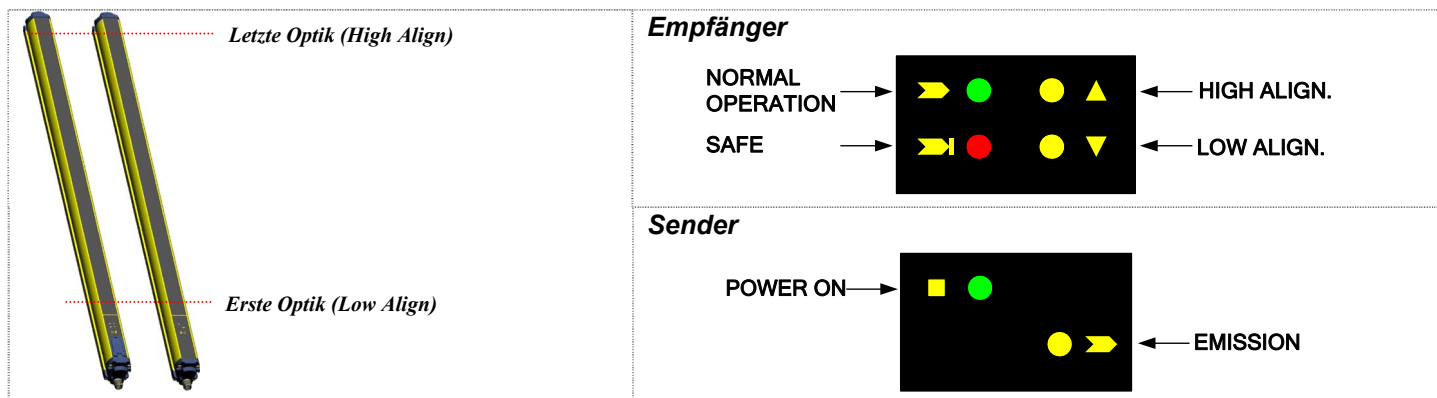 Letzte Optik (High Align)
Erste Optik (Low Align)
Empfänger
NORMAL
OPERATION
HIGH ALIGN.
SAFE
LOW ALIGN.
Sender
POWER ON
EMISSION